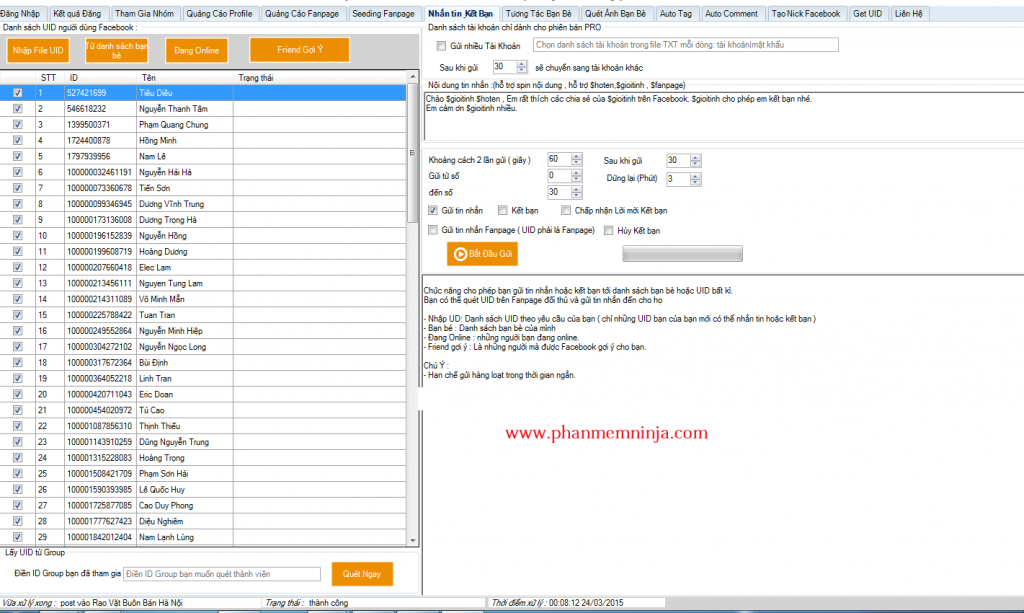 Đăng Nhập Kết quả Đăng Tham Gia Nhóm Quảng Cáo Profile Quảng Cáo Fanpage Seeding Fanpage Nhắn tin_Kết Bạn Tương Tác Bạn Bè Quét Ảnh Bạn Bè Auto Tag Auto Comment Tạo Nick Facebook Get UID Liên Hệ
Danh sách UID người dùng Facebook :
Nhập File UID
Từ danh sách bạn bè
Đang Online
Friend Gợi Ý
STT ID Tên Trạng thái
1 527421699 Tiểu Diều
2 546618232 Nguyễn Thanh Tâm
3 1399500371 Phạm Quang Chung
4 1724400878 Hồng Minh
5 1797939956 Nam Lê
6 100000032461191 Nguyễn Hải Hà
7 100000073360678 Tiến Sơn
8 100000099346945 Dương Vĩnh Trung
9 100000173136008 Dương Trọng Hà
10 100000196152839 Nguyễn Hồng
11 100000199608719 Hoàng Dương
12 100000207660418 Elec Lam
13 100000213456111 Nguyen Tung Lam
14 100000214311089 Võ Minh Mẫn
15 100000225788422 Tuan Tran
16 100000249552864 Nguyễn Minh Hiệp
17 100000304272102 Nguyễn Ngọc Long
18 100000317672364 Bùi Định
19 100000364052218 Linh Tran
20 100000420711043 Eric Doan
21 100000454020972 Tú Cao
22 100001087856310 Thịnh Thiếu
23 100001143910259 Dũng Nguyễn Trung
24 100001315228083 Hoàng Trọng
25 100001508421709 Phạm Sơn Hải
26 100001590393985 Lê Quốc Huy
27 100001725877085 Cao Duy Phong
28 100001777627423 Diệu Nghiêm
29 100001842012404 Nam Lạnh Lùng
Lấy UID từ Group
Điền ID Group bạn đã tham gia Điền ID Group bạn muốn quét thành viên Quét Ngay
Danh sách tài khoản chỉ dành cho phiên bản PRO
Gửi nhiều Tài Khoản Chọn danh sách tài khoản trong file TXT mỗi dòng: tài khoản|mật khẩu
Sau khi gửi 30 sẽ chuyển sang tài khoản khác
Nội dung tin nhắn :(hỗ trợ spin nội dung , hỗ trợ $hoten,$gioitinh , $fanpage)
Chào $gioitinh $hoten , Em rất thích các chia sẻ của $gioitinh trên Facebook. $gioitinh cho phép em kết bạn nhé.
Em cảm ơn $gioitinh nhiều.
Khoảng cách 2 lần gửi ( giây ) 60 Sau khi gửi 30
Gửi từ số 0 Dừng lại (Phút) 3
đến số 30
Gửi tin nhắn Kết bạn Chấp nhận Lời mời Kết bạn
Gửi tin nhắn Fanpage ( UID phải là Fanpage) Hủy Kết bạn
Bắt Đầu Gửi
Chức năng cho phép bạn gửi tin nhắn hoặc kết bạn tới danh sách bạn bè hoặc UID bất kì.
Bạn có thể quét UID trên Fanpage đối thủ và gửi tin nhắn đến cho họ
- Nhập UD: Danh sách UID theo yêu cầu của bạn ( chỉ những UID bạn của bạn mới có thể nhắn tin hoặc kết bạn )
- Bạn bé : Danh sách bạn bè của mình
- Đang Online : những người bạn đang online.
- Friend gợi ý : Là những người mà được Facebook gợi ý cho bạn.
Chú Ý :
- Hạn chế gửi hàng loạt trong thời gian ngắn.
www.phanmemninja.com
Vừa xử lý xong : post vào Rao Vặt Buôn Bán Hà Nội Trạng thái : thành công Thời điểm xử lý : 00:08:12 24/03/2015